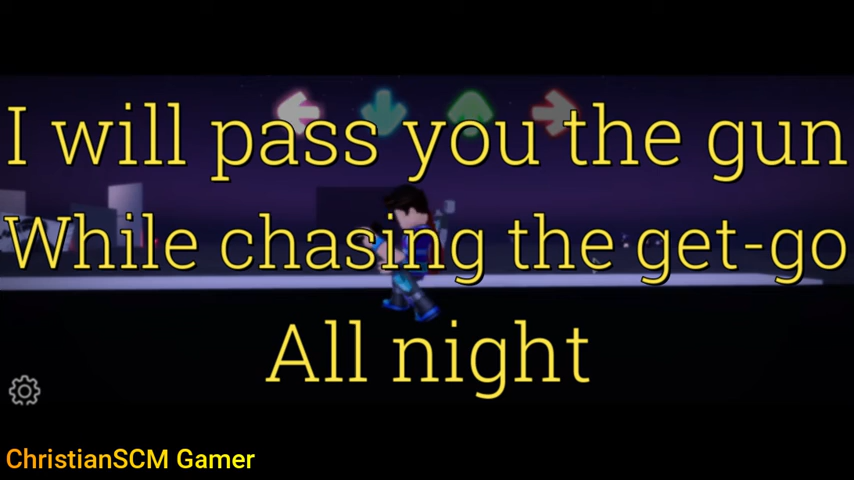 I will pass you the gun
While chasing the get-go
All night
ChristianSCM Gamer